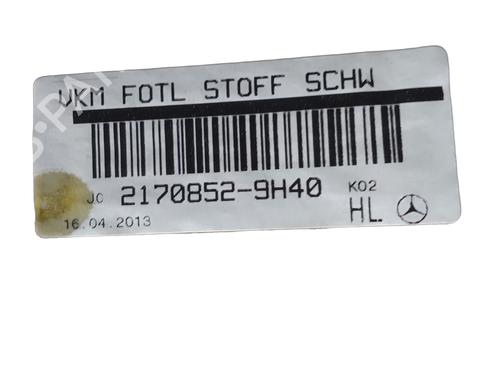 VKM FOTL STOFF SCHW
JC 2170852-9H40 K02
16.04.2013 HL